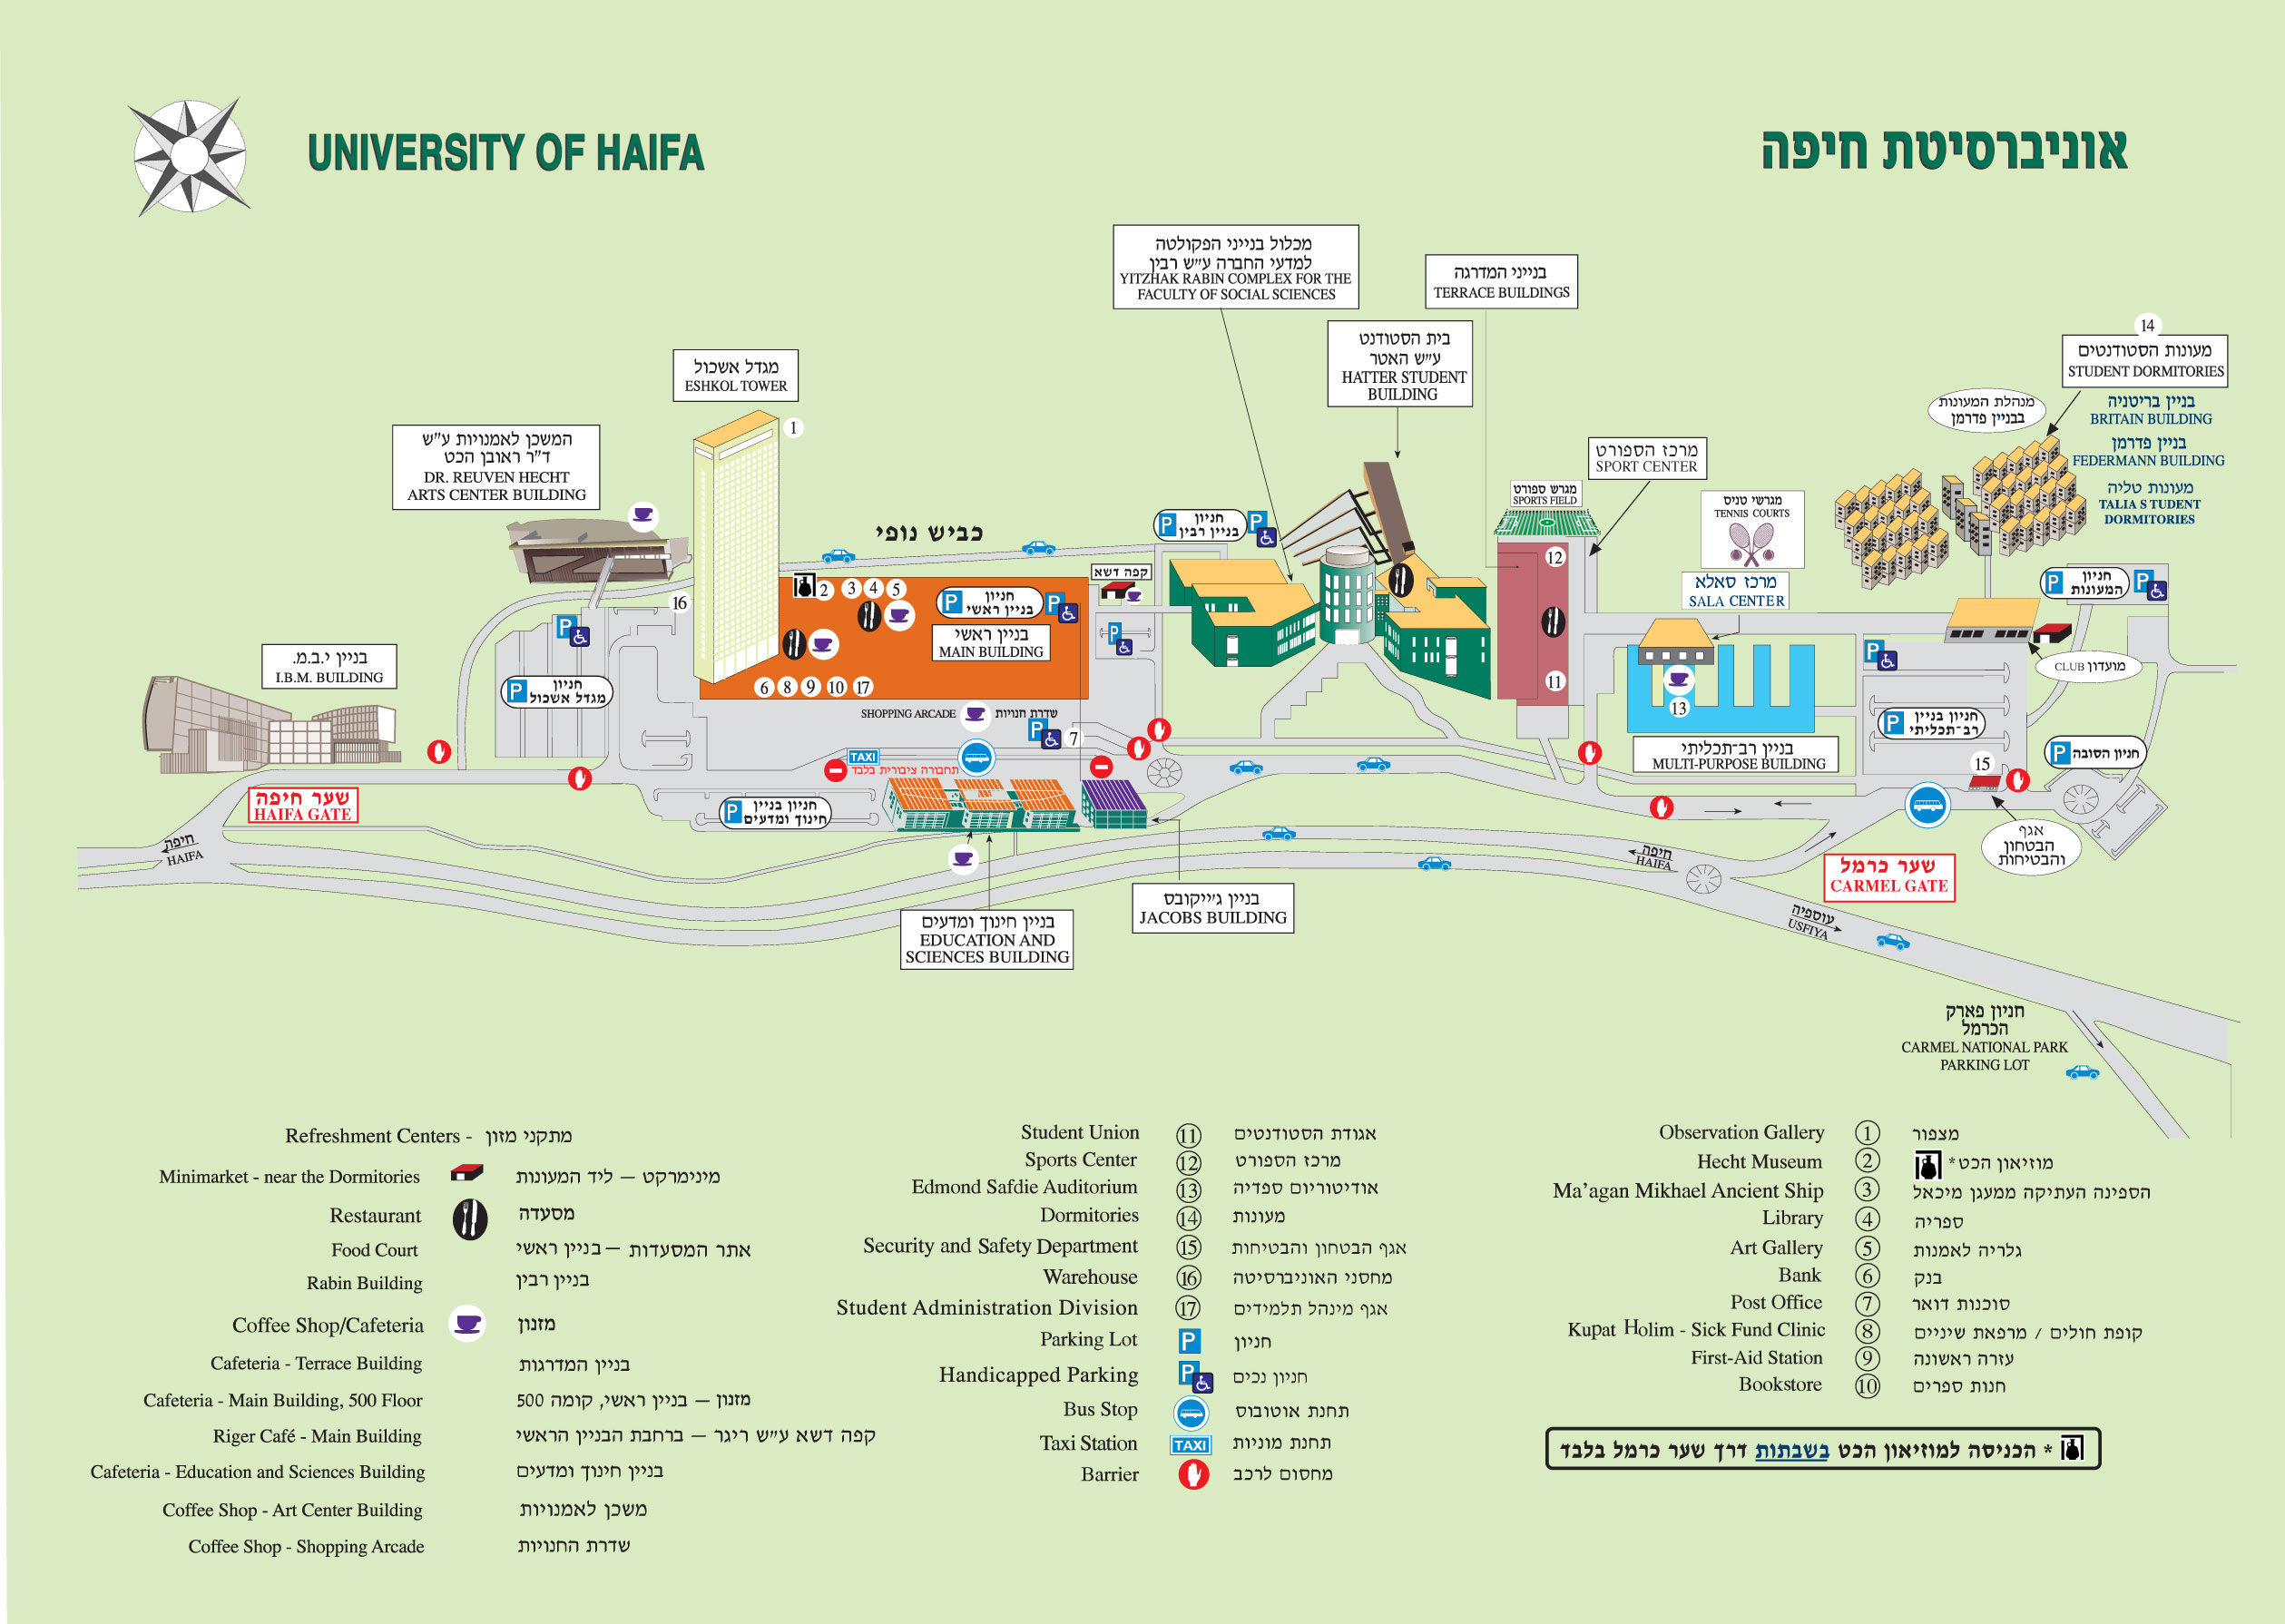 UNIVERSITY OF HAIFA
אוניברסיטת חיפה
מכלול בנייני הפקולטה
למדעי החברה ע״ש רבין
YITZHAK RABIN COMPLEX FOR THE
FACULTY OF SOCIAL SCIENCES
בנייני המדרגה
TERRACE BUILDINGS
בית הסטודנט
ע״ש האטר
HATTER STUDENT
BUILDING
14
מעונות הסטודנטים
STUDENT DORMITORIES
מנהלת המעונות
בבניין פדרמן
בניין בריטניה
BRITAIN BUILDING
בניין פדרמן
FEDERMANN BUILDING
מעונות טליה
TALIA S TUDENT
DORMITORIES
מגדל אשכול
ESHKOL TOWER
1
המשכן לאמנויות ע״ש
ד״ר ראובן הכט
DR. REUVEN HECHT
ARTS CENTER BUILDING
מרכז הספורט
SPORT CENTER
מגרש ספורט
SPORTS FIELD
מגרשי טניס
TENNIS COURTS
מרכז סאלא
SALA CENTER
כביש נופי
P חניון
בניין רבין
P
קפה דשא
2 3 4 5
P חניון
בניין ראשי
P
בניין ראשי
MAIN BUILDING
6 8 9 10 17
16
12
11
P
P
P חניון
מגדל אשכול
בניין י.ב.מ.
I.B.M. BUILDING
P חניון
המעונות
P
CLUB מועדון
P
13
P חניון בניין
רב-תכליתי
בניין רב-תכליתי
MULTI-PURPOSE BUILDING
P חניון הסובה
15
SHOPPING ARCADE שדרת חנויות
P
7
TAXI
תחבורה ציבורית בלבד
P חניון בניין
חינוך ומדעים
שער חיפה
HAIFA GATE
חיפה
HAIFA
אגף
הבטחון
והבטיחות
שער כרמל
CARMEL GATE
חיפה
HAIFA
עוספיה
USFIYA
בניין ג׳ייקובס
JACOBS BUILDING
בניין חינוך ומדעים
EDUCATION AND
SCIENCES BUILDING
חניון פארק
הכרמל
CARMEL NATIONAL PARK
PARKING LOT
Refreshment Centers - מתקני מזון
Minimarket - near the Dormitories מינימרקט – ליד המעונות
Restaurant מסעדה
Food Court אתר המסעדות – בניין ראשי
Rabin Building בניין רבין
Coffee Shop/Cafeteria מזנון
Cafeteria - Terrace Building בניין המדרגות
Cafeteria - Main Building, 500 Floor מזנון – בניין ראשי, קומה 500
Riger Café - Main Building קפה דשא ע״ש ריגר – ברחבת הבניין הראשי
Cafeteria - Education and Sciences Building בניין חינוך ומדעים
Coffee Shop - Art Center Building משכן לאמנויות
Coffee Shop - Shopping Arcade שדרת החנויות
Student Union 11 אגודת הסטודנטים
Sports Center 12 מרכז הספורט
Edmond Safdie Auditorium 13 אודיטוריום ספדיה
Dormitories 14 מעונות
Security and Safety Department 15 אגף הבטחון והבטיחות
Warehouse 16 מחסני האוניברסיטה
Student Administration Division 17 אגף מינהל תלמידים
Parking Lot P חניון
Handicapped Parking P חניון נכים
Bus Stop תחנת אוטובוס
Taxi Station TAXI תחנת מוניות
Barrier מחסום לרכב
Observation Gallery 1 מצפור
Hecht Museum 2 מוזיאון הכט*
Ma’agan Mikhael Ancient Ship 3 הספינה העתיקה ממעגן מיכאל
Library 4 ספריה
Art Gallery 5 גלריה לאמנות
Bank 6 בנק
Post Office 7 סוכנות דואר
Kupat Holim - Sick Fund Clinic 8 קופת חולים / מרפאת שיניים
First-Aid Station 9 עזרה ראשונה
Bookstore 10 חנות ספרים
* הכניסה למוזיאון הכט בשבתות דרך שער כרמל בלבד